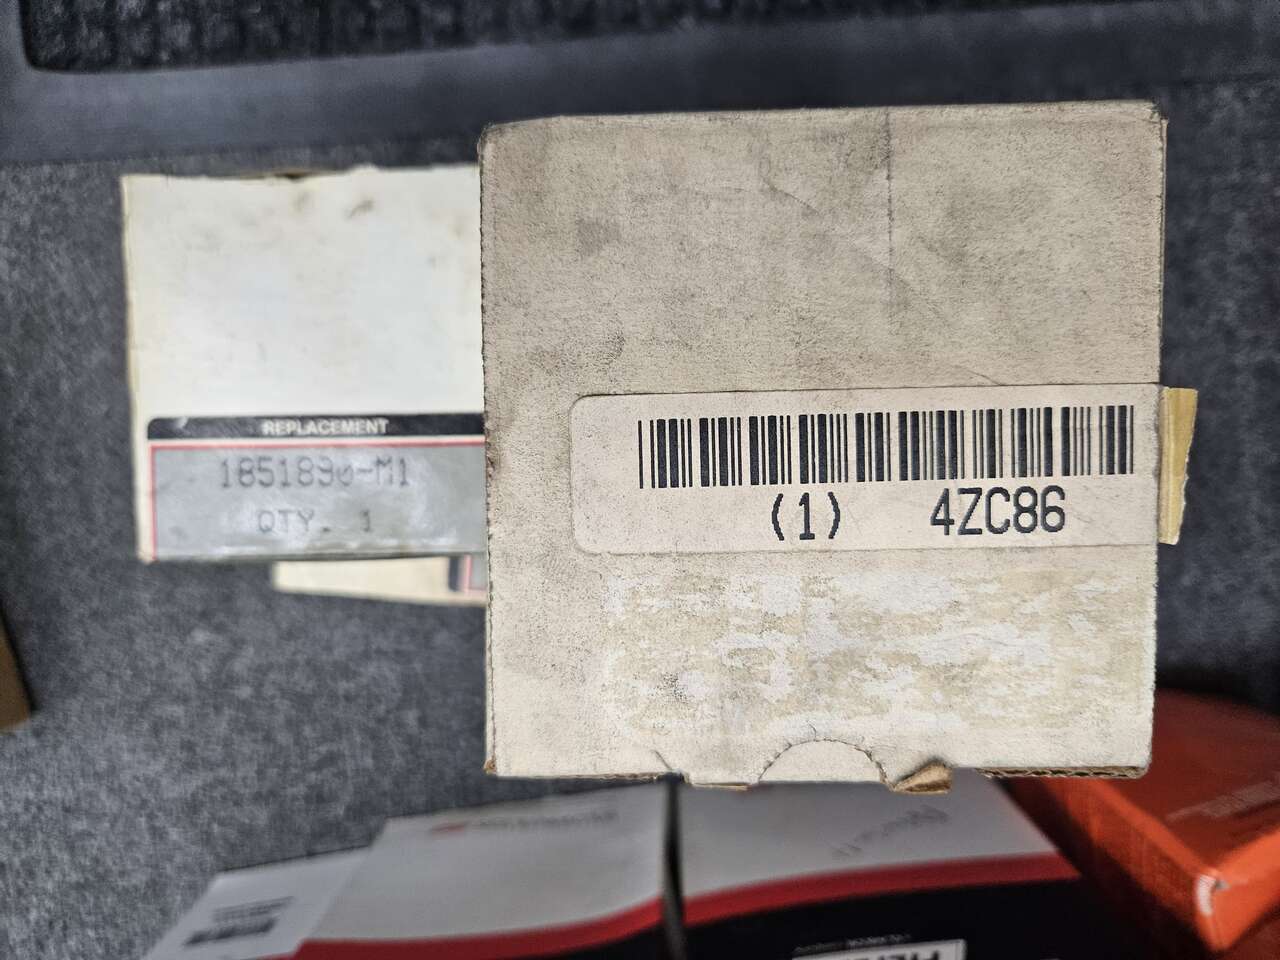 REPLACEMENT
1851890-M1
QTY. 1
(1) 4ZC86